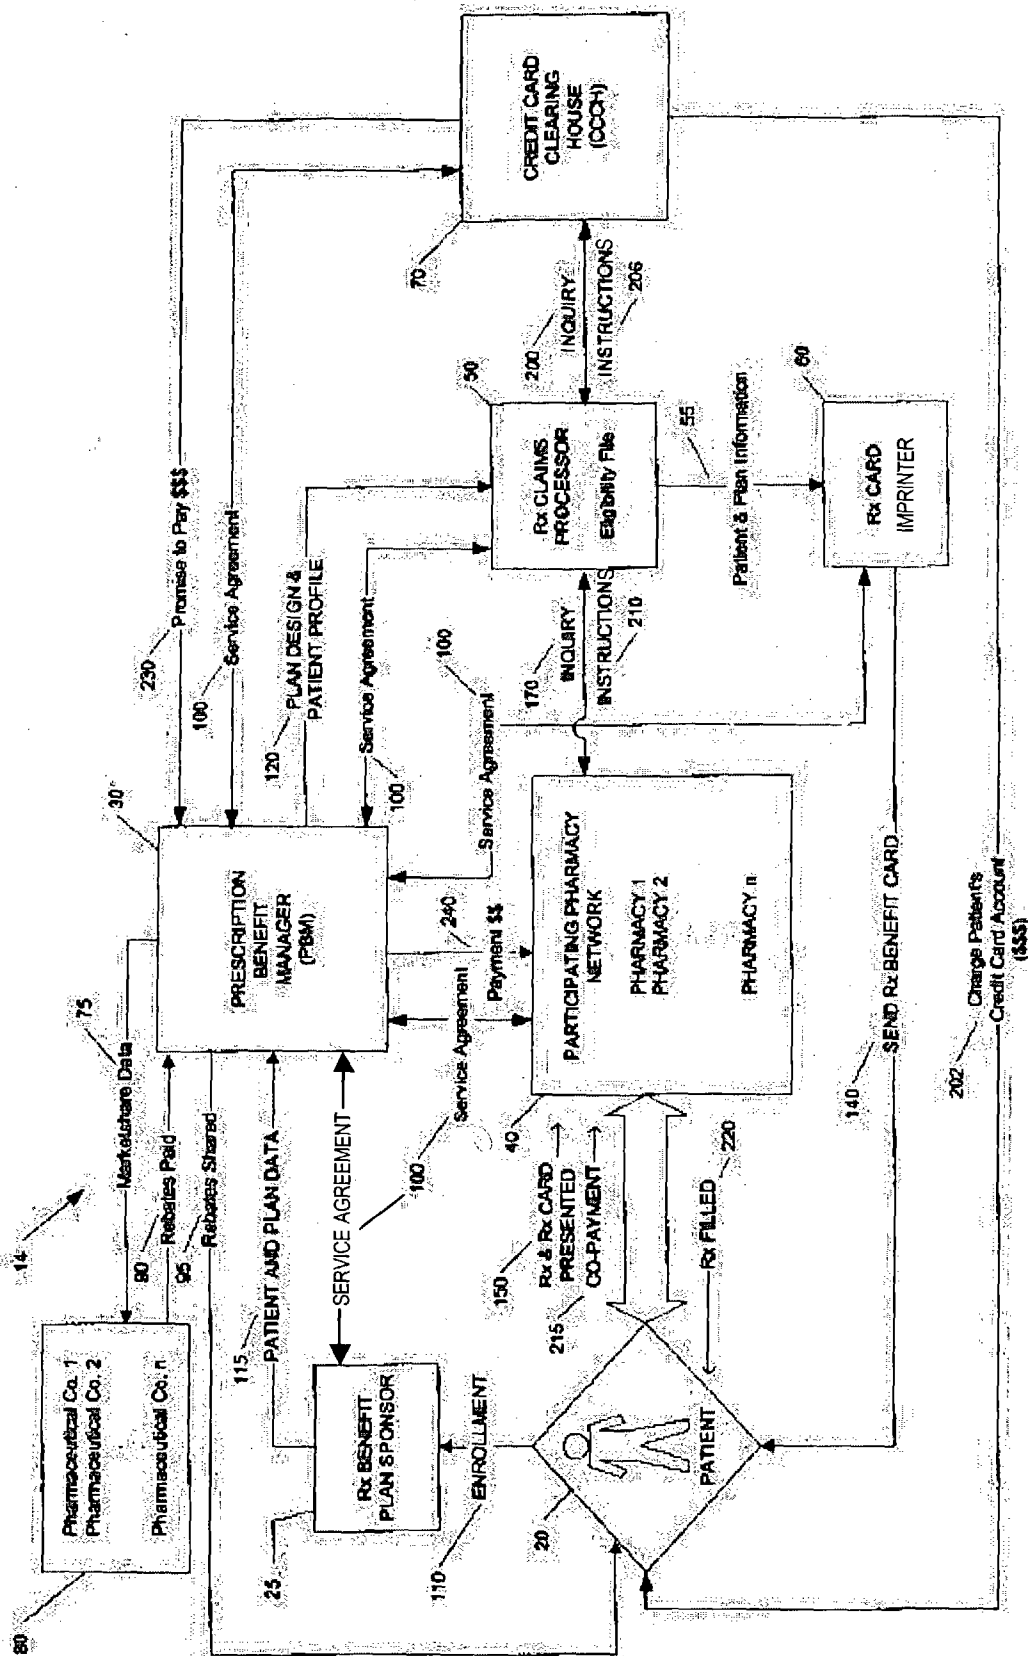 14
80
Pharmaceutical Co. 1
Pharmaceutical Co. 2
Pharmaceutical Co. n
75
Marketshare Data
90
Rebates Paid
95
Rebates Shared
30
PRESCRIPTION
BENEFIT
MANAGER
(PBM)
230
Promise to Pay $$$
100
Service Agreement
120
PLAN DESIGN &
PATIENT PROFILE
Service Agreement
100
70
CREDIT CARD
CLEARING
HOUSE
(CCCH)
115
PATIENT AND PLAN DATA
SERVICE AGREEMENT
100
Service Agreement
Payment $$
240
Service Agreement
100
25
Rx BENEFIT
PLAN SPONSOR
110
ENROLLMENT
50
Rx CLAIMS
PROCESSOR
Eligibility File
200
INQUIRY
INSTRUCTIONS
206
170
INQUIRY
INSTRUCTIONS
210
40
PARTICIPATING PHARMACY
NETWORK
PHARMACY 1
PHARMACY 2
PHARMACY n
150
Rx & Rx CARD
PRESENTED
CO-PAYMENT
215
Rx FILLED
220
20
PATIENT
55
Patient & Plan Information
60
Rx CARD
IMPRINTER
140
SEND Rx BENEFIT CARD
202
Charge Patient's
Credit Card Account
($$$)